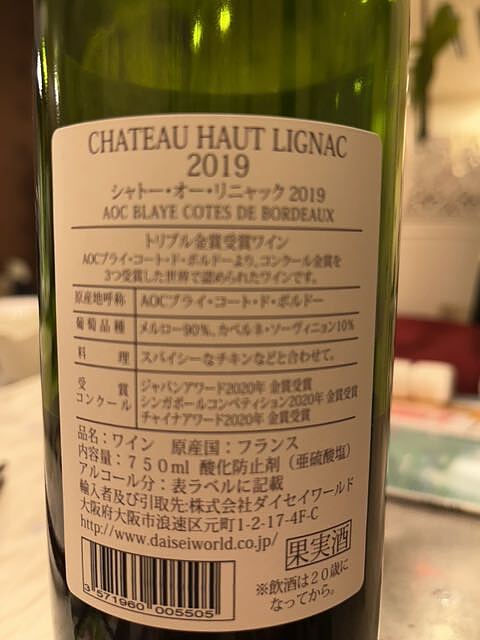 CHATEAU HAUT LIGNAC
2019
シャトー・オー・リニャック 2019
AOC BLAYE COTES DE BORDEAUX
トリプル金賞受賞ワイン
AOCブライ・コート・ド・ボルドーより、コンクール金賞を
3つ受賞した世界で認められたワインです。
原産地呼称 AOCブライ・コート・ド・ボルドー
葡萄品種 メルロー90%、カベルネ・ソーヴィニョン10%
料理 スパイシーなチキンなどと合わせて。
受賞コンクール ジャパンアワード2020年 金賞受賞
シンガポールコンペティション2020年 金賞受賞
チャイナアワード2020年 金賞受賞
品名：ワイン 原産国：フランス
内容量：750ml 酸化防止剤（亜硫酸塩）
アルコール分：表ラベルに記載
輸入者及び引取先:株式会社ダイセイワールド
大阪府大阪市浪速区元町1-2-17-4F-C
http://www.daiseiworld.co.jp/
果実酒
※飲酒は20歳に
なってから。
3 571960 005505